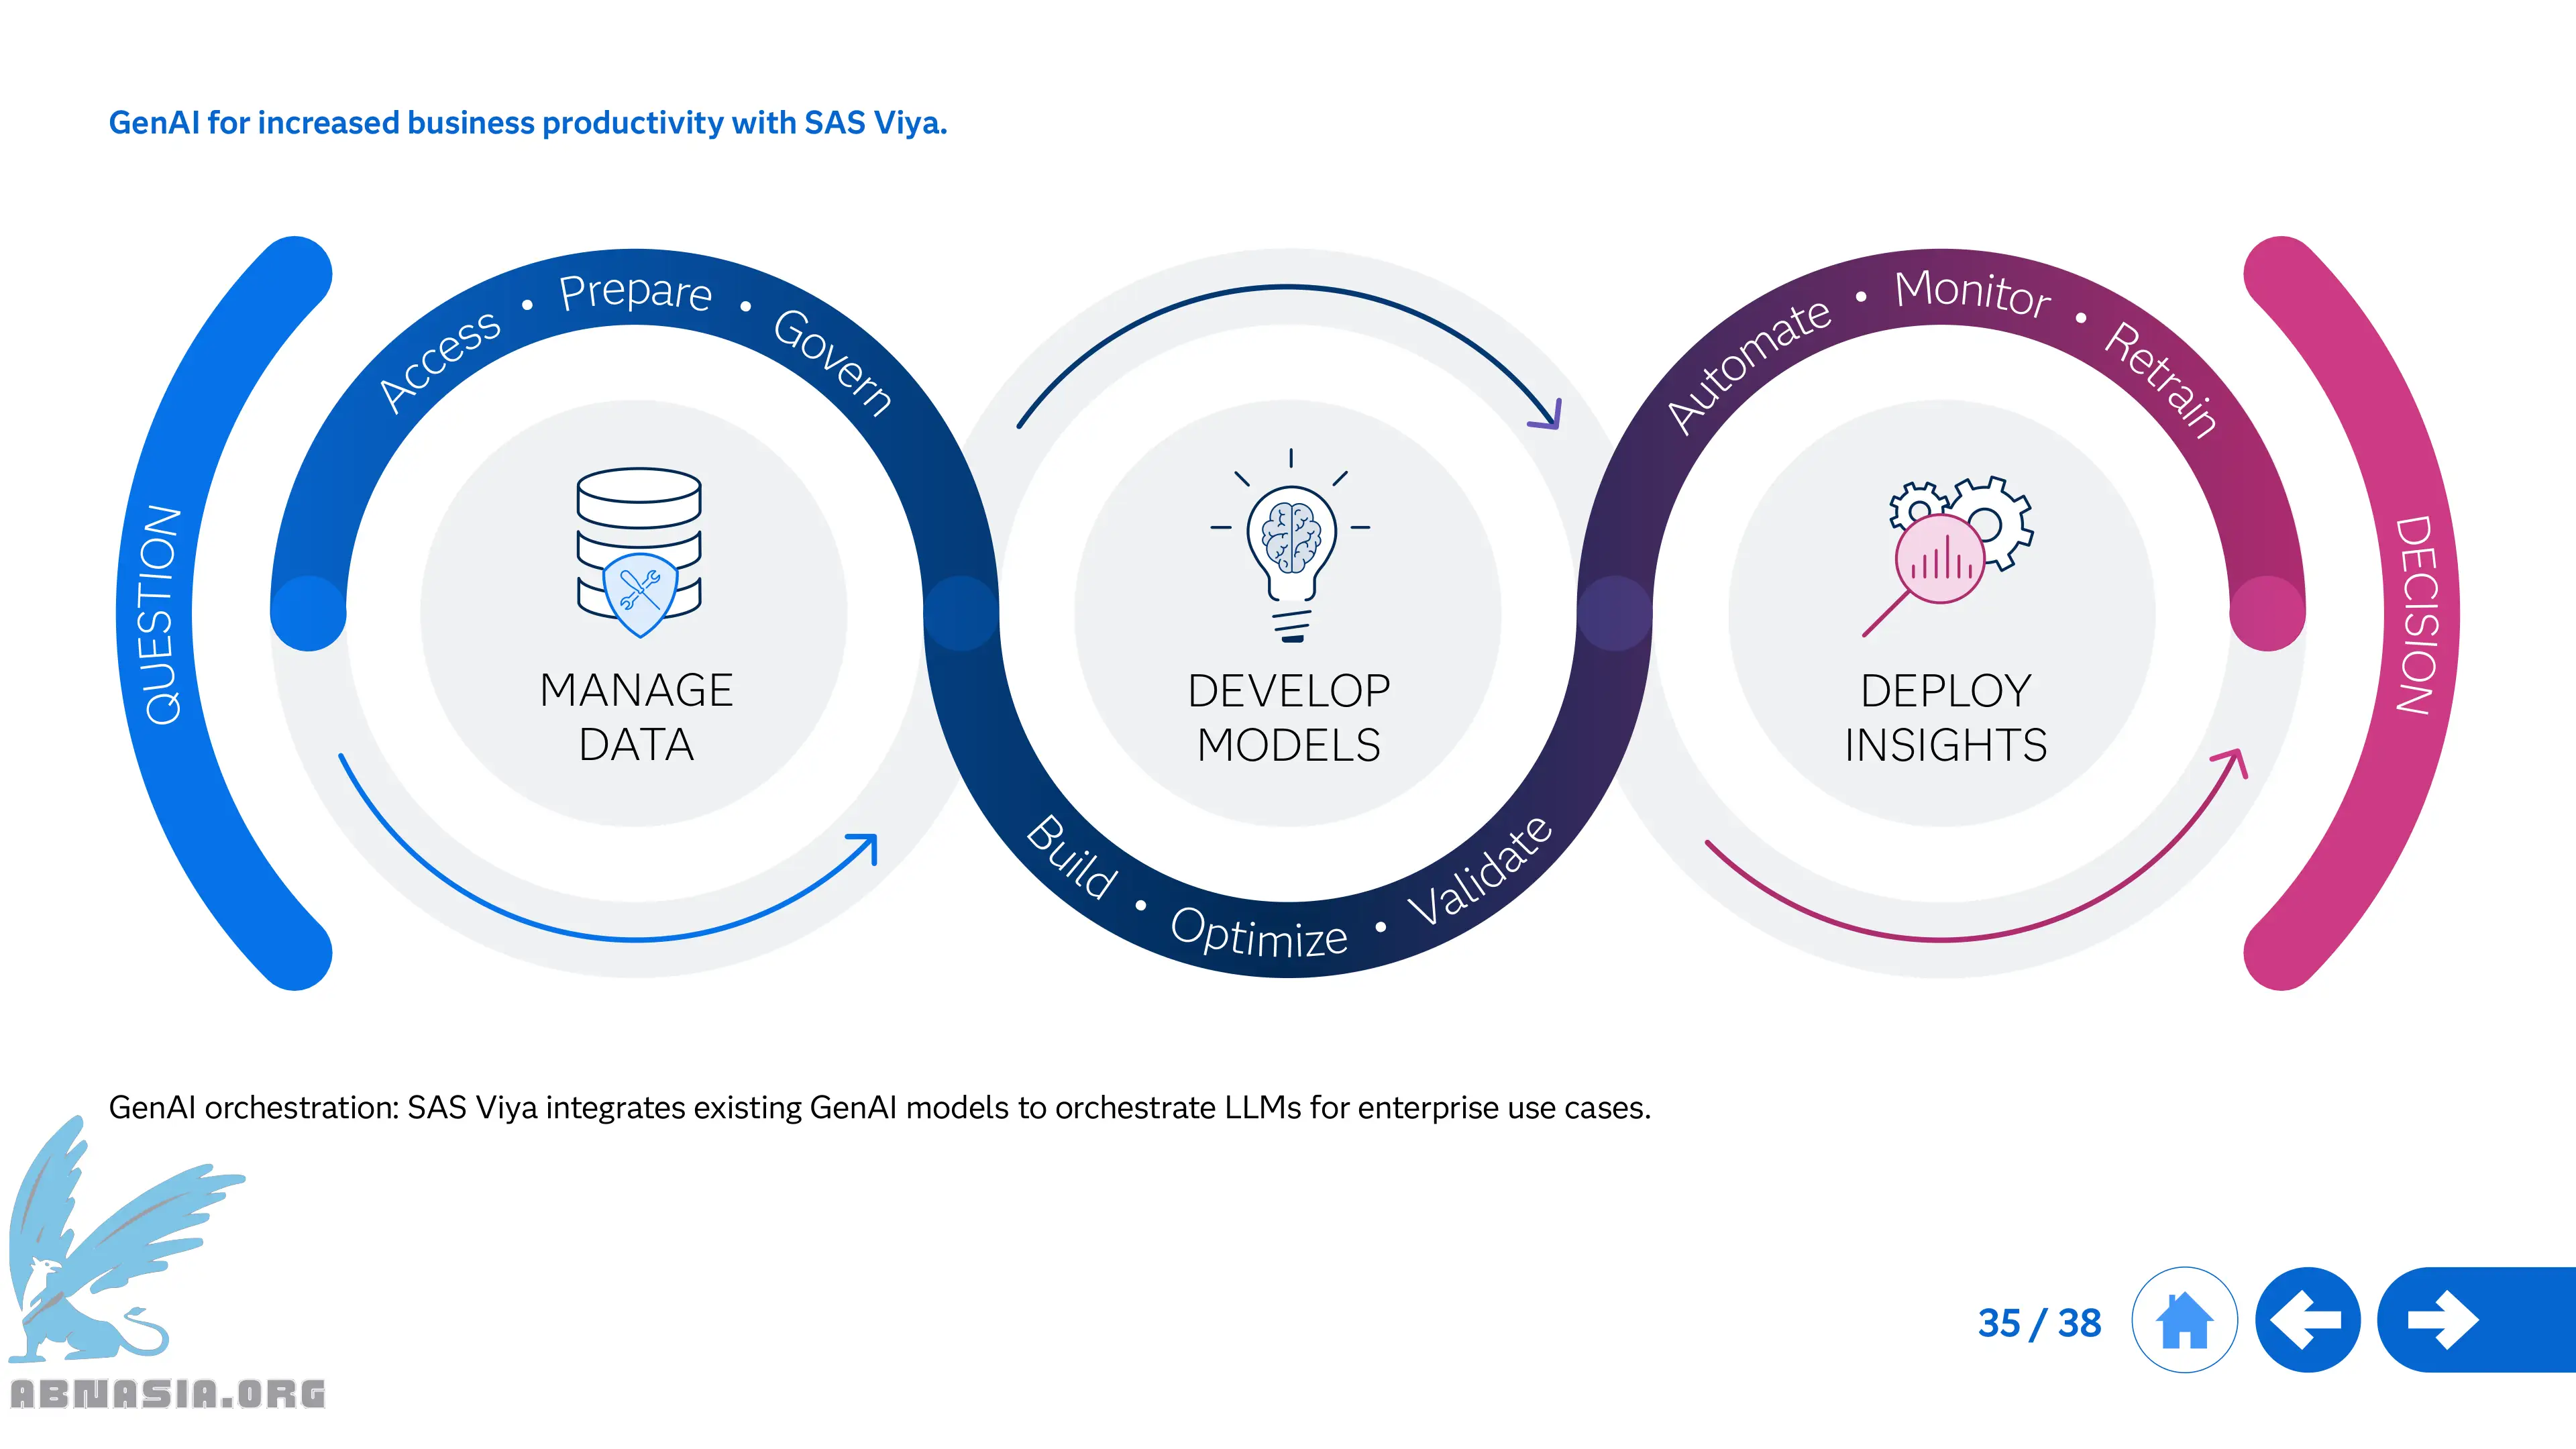 GenAI for increased business productivity with SAS Viya.
QUESTION
Access • Prepare • Govern
MANAGE
DATA
DEVELOP
MODELS
Build • Optimize • Validate
Automate • Monitor • Retrain
DEPLOY
INSIGHTS
DECISION
GenAI orchestration: SAS Viya integrates existing GenAI models to orchestrate LLMs for enterprise use cases.
35 / 38
ABNASIA.ORG